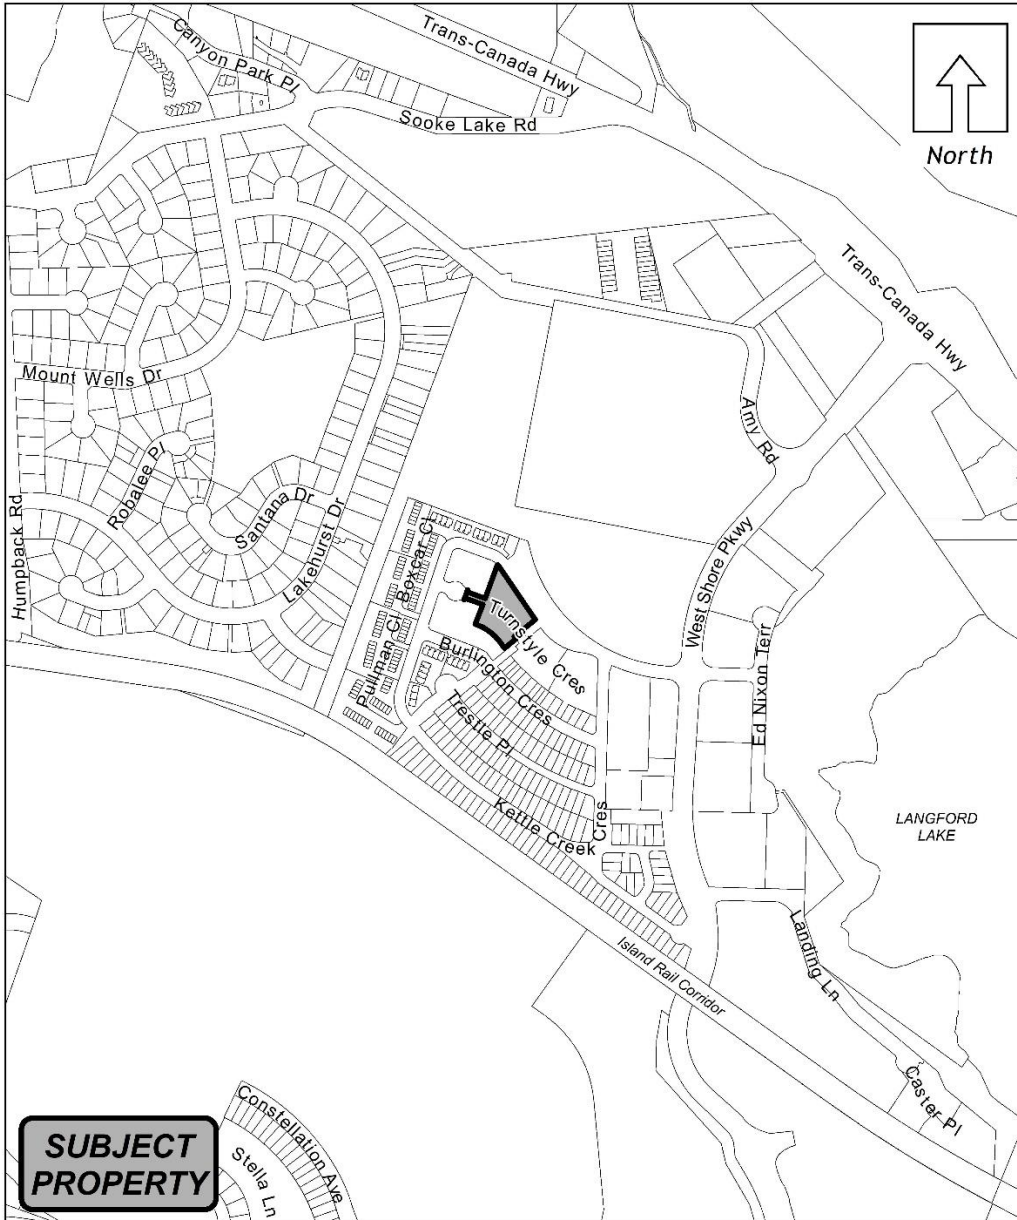 Canyon Park Pl
Trans-Canada Hwy
Sooke Lake Rd
North
Trans-Canada Hwy
Mount Wells Dr
Amy Rd
Robalee Pl
Santana Dr
Lakehurst Dr
Humpback Rd
Boxcar Cl
West Shore Pkwy
Turnstyle Cres
Pullman Cl
Burlington Cres
Ed Nixon Terr
Trestle Pl
Kettle Creek Cres
LANGFORD
LAKE
Island Rail Corridor
Landing Ln
Caster Pl
Constellation Ave
Stella Ln
SUBJECT
PROPERTY